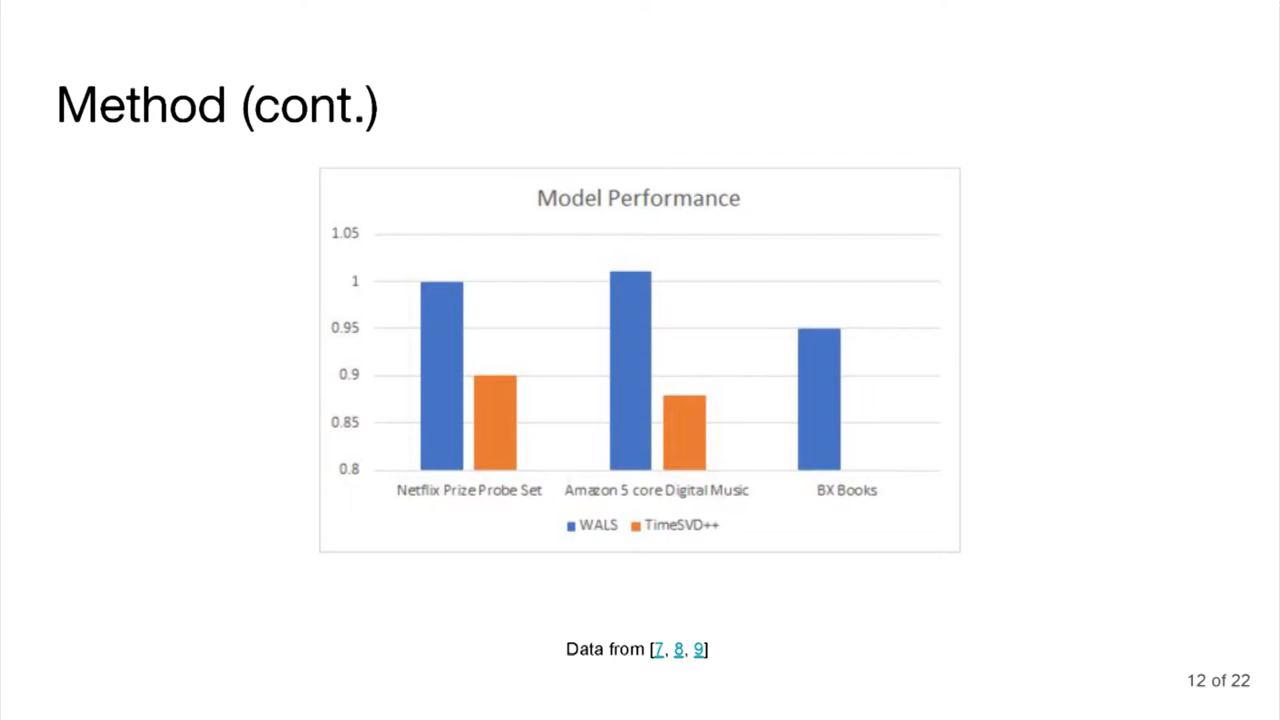 Method (cont.)
Model Performance
1.05
1
0.95
0.9
0.85
0.8
Netflix Prize Probe Set
Amazon 5 core Digital Music
BX Books
WALS
TimeSVD++
Data from [7, 8, 9]
12 of 22